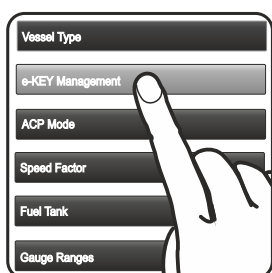 Vessel Type
e-KEY Management
ACP Mode
Speed Factor
Fuel Tank
Gauge Ranges